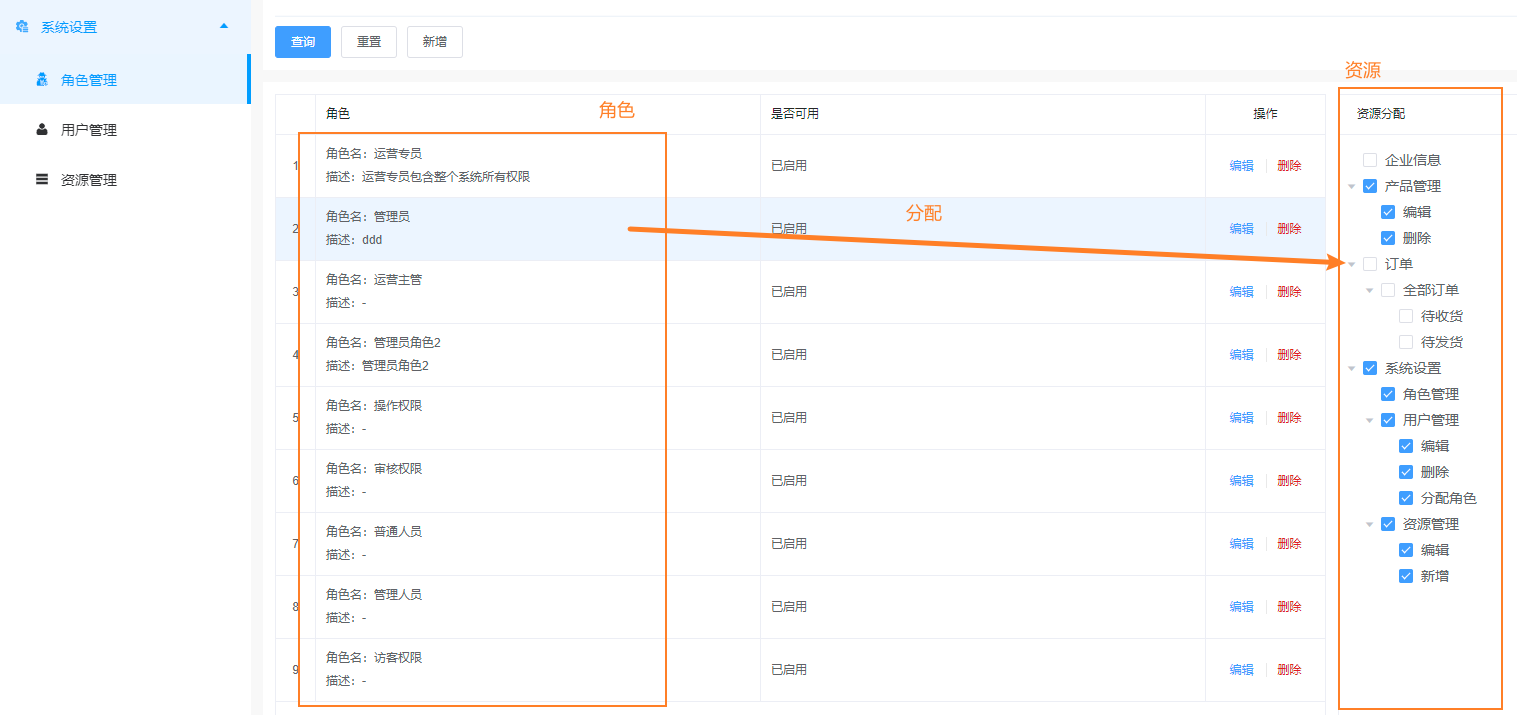 系统设置
角色管理
用户管理
资源管理
查询 重置 新增
资源
角色 角色 是否可用 操作 资源分配
1 角色名：运营专员
描述：运营专员包含整个系统所有权限 已启用 编辑 删除
2 角色名：管理员
描述：ddd 已启用 编辑 删除
分配
3 角色名：运营主管
描述：- 已启用 编辑 删除
4 角色名：管理员角色2
描述：管理员角色2 已启用 编辑 删除
5 角色名：操作权限
描述：- 已启用 编辑 删除
6 角色名：审核权限
描述：- 已启用 编辑 删除
7 角色名：普通人员
描述：- 已启用 编辑 删除
8 角色名：管理人员
描述：- 已启用 编辑 删除
9 角色名：访客权限
描述：- 已启用 编辑 删除
企业信息
产品管理
编辑
删除
订单
全部订单
待收货
待发货
系统设置
角色管理
用户管理
编辑
删除
分配角色
资源管理
编辑
新增